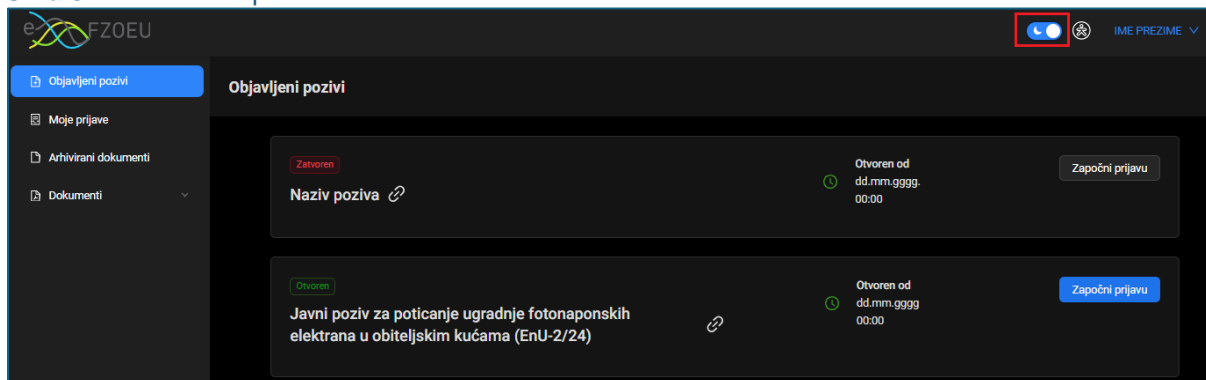 eFZOEU
IME PREZIME
Objavljeni pozivi
Moje prijave
Arhivirani dokumenti
Dokumenti
Objavljeni pozivi
Zatvoren
Naziv poziva
Otvoren od
dd.mm.gggg.
00:00
Započni prijavu
Otvoren
Javni poziv za poticanje ugradnje fotonaponskih
elektrana u obiteljskim kućama (EnU-2/24)
Otvoren od
dd.mm.gggg
00:00
Započni prijavu